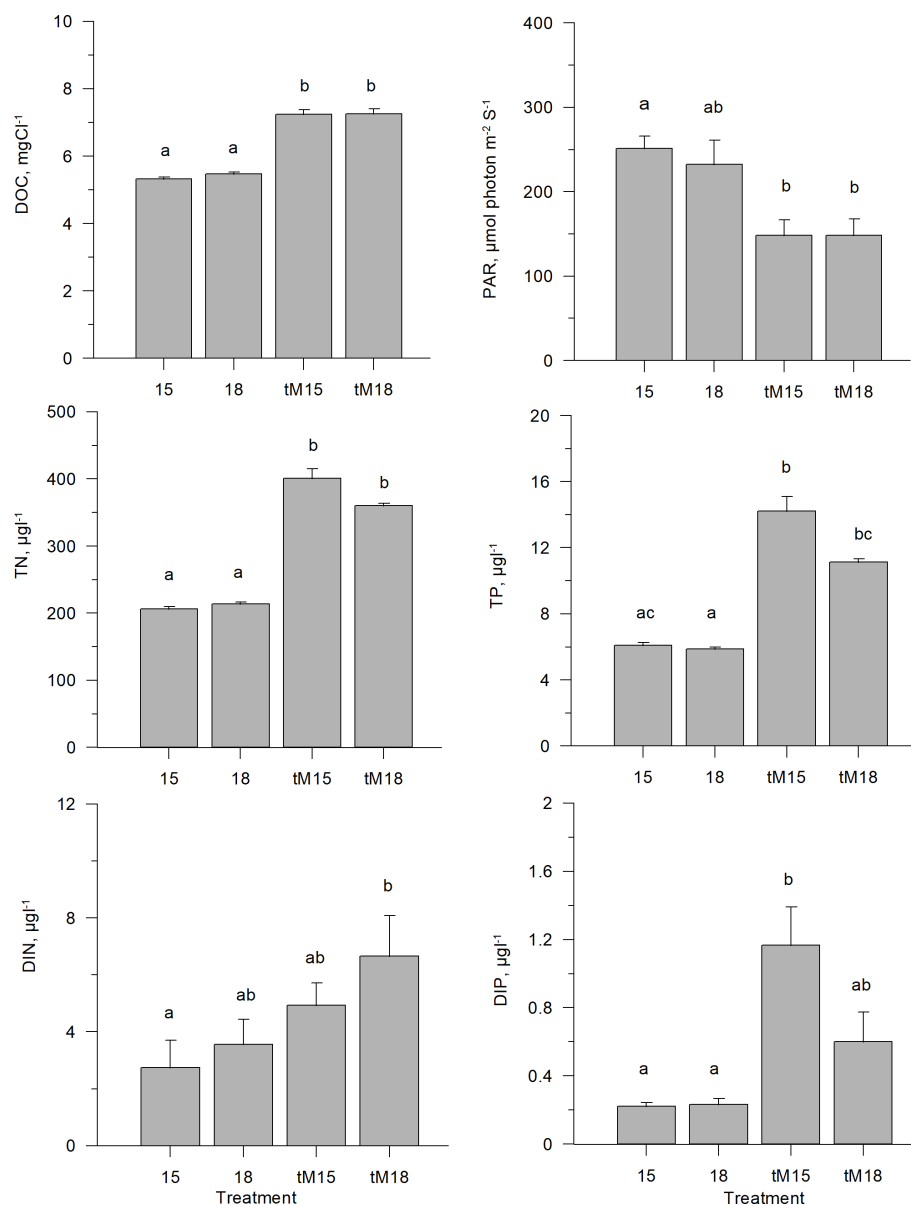 DOC, mgCl⁻¹
10
8
6
4
2
0
a
a
b
b
15
18
tM15
tM18
PAR, µmol photon m⁻² S⁻¹
400
300
200
100
0
a
ab
b
b
15
18
tM15
tM18
TN, µgl⁻¹
500
400
300
200
100
0
a
a
b
b
15
18
tM15
tM18
TP, µgl⁻¹
20
16
12
8
4
0
ac
a
b
bc
15
18
tM15
tM18
DIN, µgl⁻¹
12
8
4
0
a
ab
ab
b
15
18
tM15
tM18
Treatment
DIP, µgl⁻¹
2
1.6
1.2
0.8
0.4
0
a
a
b
ab
15
18
tM15
tM18
Treatment